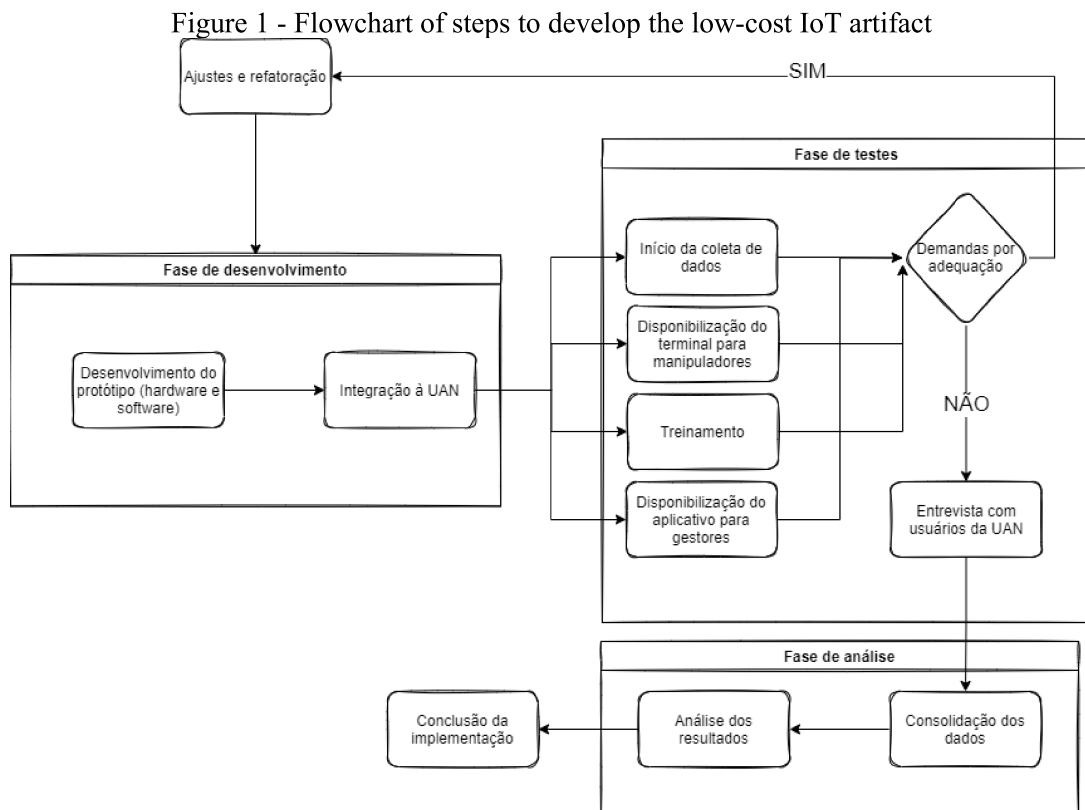 Figure 1 - Flowchart of steps to develop the low-cost IoT artifact
Ajustes e refatoração
SIM
Fase de testes
Fase de desenvolvimento
Início da coleta de
dados
Demandas por
adequação
Disponibilização do
terminal para
manipuladores
Desenvolvimento do
protótipo (hardware e
software)
Integração à UAN
NÃO
Treinamento
Disponibilização do
aplicativo para
gestores
Entrevista com
usuários da UAN
Fase de análise
Conclusão da
implementação
Análise dos
resultados
Consolidação dos
dados